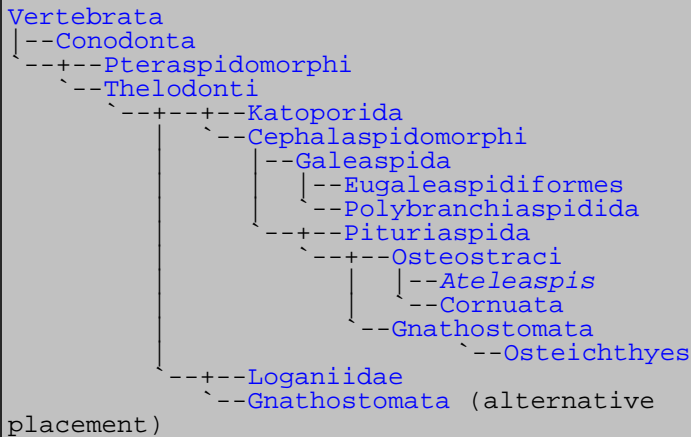 Vertebrata
|--Conodonta
`--+--Pteraspidomorphi
   `--Thelodonti
      `--+--+--Katoporida
         |  `--Cephalaspidomorphi
         |     |--Galeaspida
         |     |  |--Eugaleaspidiformes
         |     |  `--Polybranchiaspidida
         |     `--+--Pituriaspida
         |        `--+--Osteostraci
         |           |  |--Ateleaspis
         |           |  `--Cornuata
         |           `--Gnathostomata
         |                 `--Osteichthyes
         `--+--Loganiidae
            `--Gnathostomata (alternative
placement)